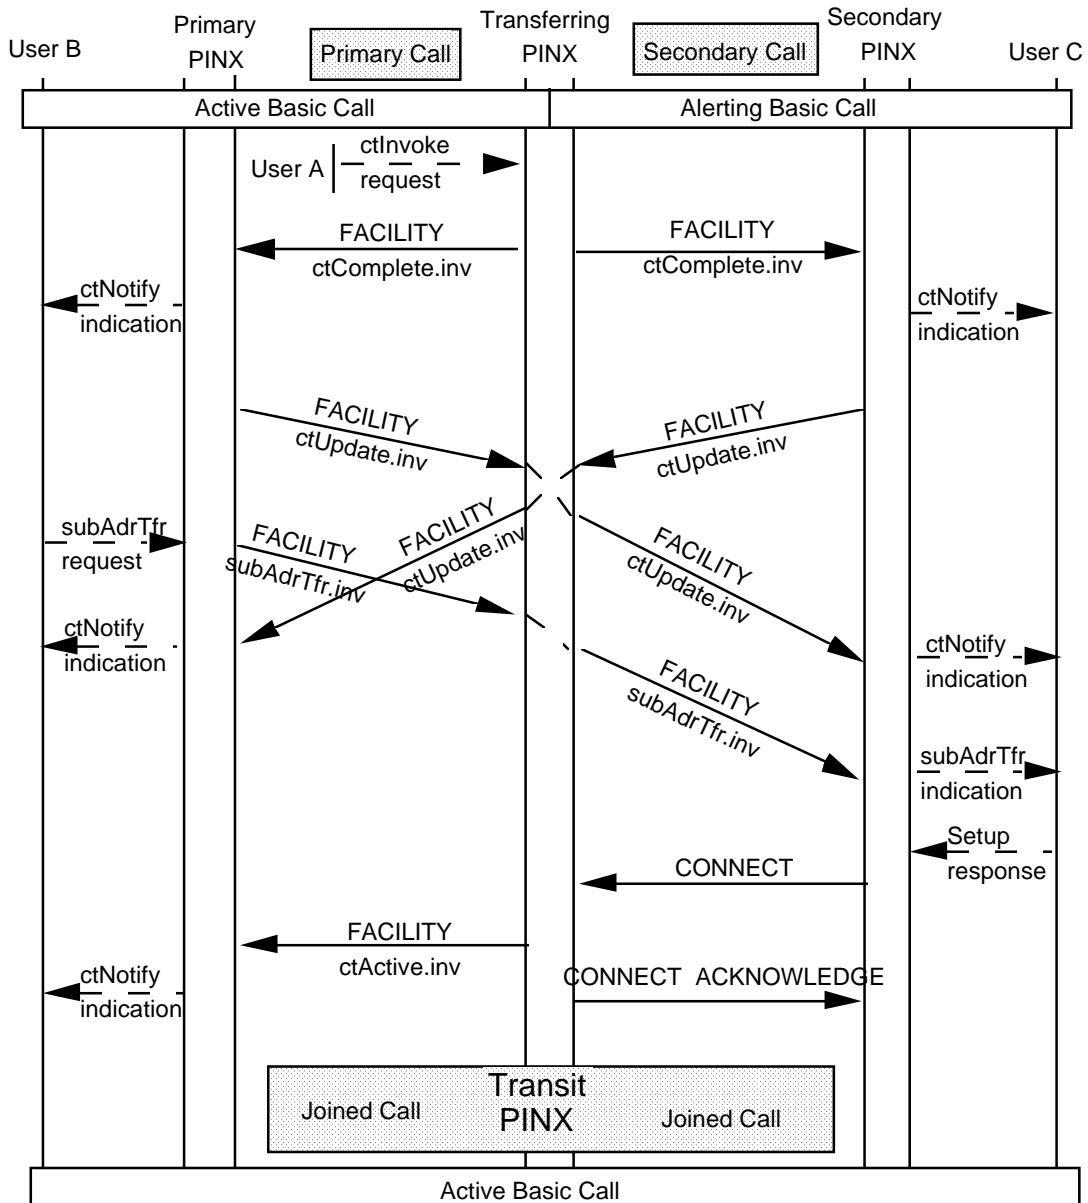 User B
Primary
PINX
Primary Call
Transferring
PINX
Secondary Call
Secondary
PINX
User C
Active Basic Call
Alerting Basic Call
User A
ctInvoke
request
FACILITY
ctComplete.inv
FACILITY
ctComplete.inv
ctNotify
indication
ctNotify
indication
FACILITY
ctUpdate.inv
FACILITY
ctUpdate.inv
subAdrTfr
request
FACILITY
subAdrTfr.inv
FACILITY
ctUpdate.inv
FACILITY
ctUpdate.inv
ctNotify
indication
ctNotify
indication
FACILITY
subAdrTfr.inv
subAdrTfr
indication
Setup
response
CONNECT
FACILITY
ctActive.inv
ctNotify
indication
CONNECT ACKNOWLEDGE
Transit
PINX
Joined Call
Joined Call
Active Basic Call